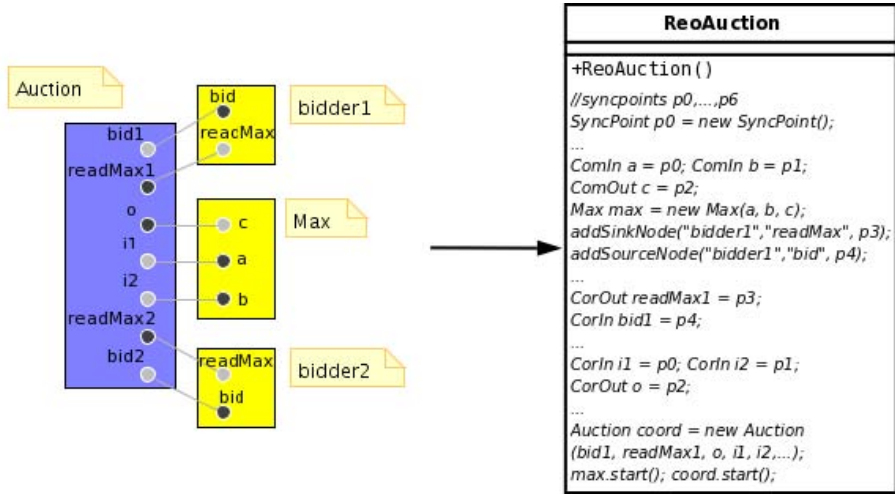 Auction
bid1
readMax1
o
i1
i2
readMax2
bid2
bid
readMax
bidder1
c
a
b
Max
readMax
bid
bidder2
ReoAuction
+ReoAuction()
//syncpoints p0,...,p6
SyncPoint p0 = new SyncPoint();
...
ComIn a = p0; ComIn b = p1;
ComOut c = p2;
Max max = new Max(a, b, c);
addSinkNode("bidder1","readMax", p3);
addSourceNode("bidder1","bid", p4);
...
CorOut readMax1 = p3;
CorIn bid1 = p4;
...
CorIn i1 = p0; CorIn i2 = p1;
CorOut o = p2;
...
Auction coord = new Auction
(bid1, readMax1, o, i1, i2,...);
max.start(); coord.start();